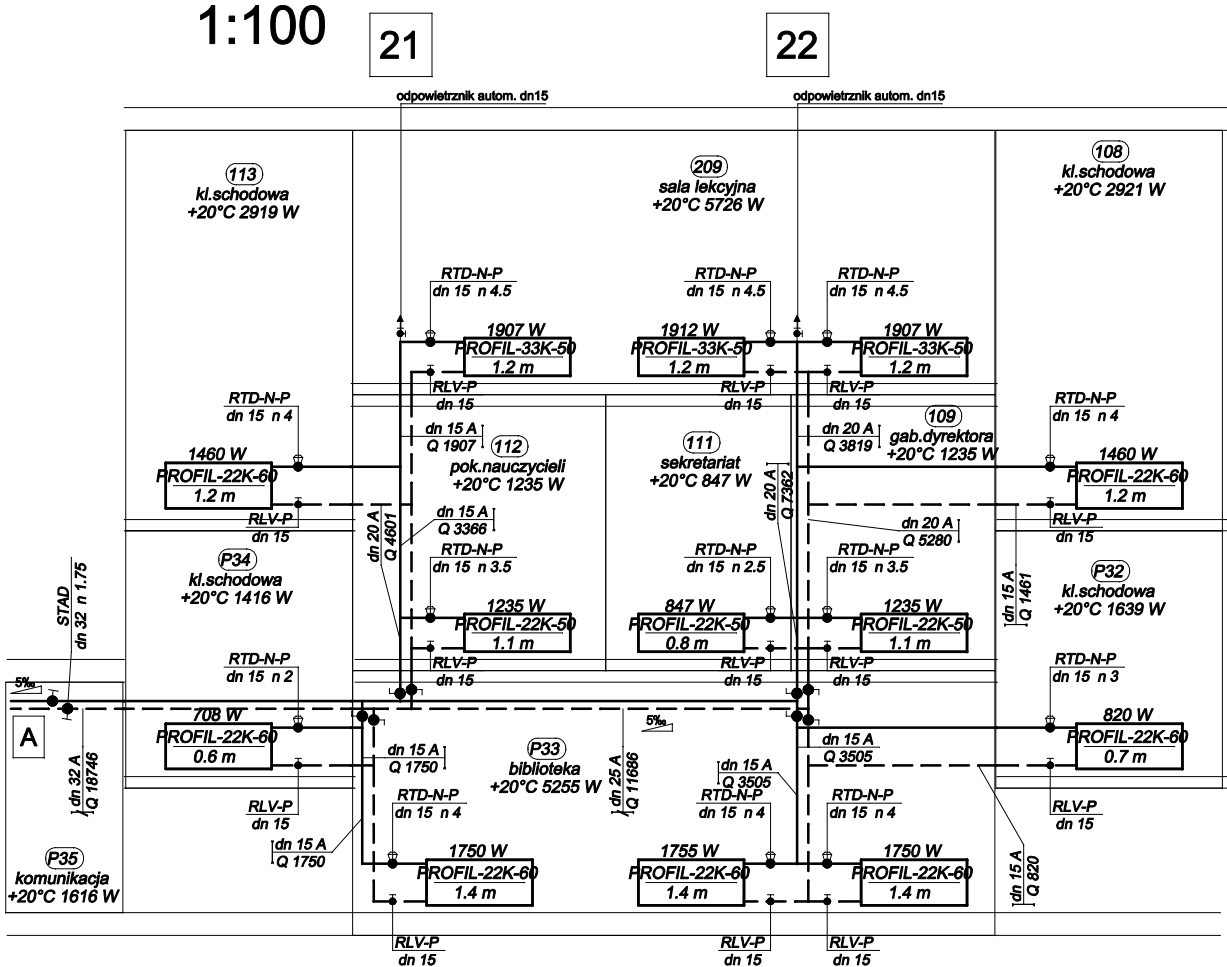 1:100
21
22
odpowietrznik autom. dn15
odpowietrznik autom. dn15
113
kl.schodowa
+20°C 2919 W
209
sala lekcyjna
+20°C 5726 W
108
kl.schodowa
+20°C 2921 W
RTD-N-P
dn 15 n 4.5
RTD-N-P
dn 15 n 4.5
RTD-N-P
dn 15 n 4.5
1907 W
PROFIL-33K-50
1.2 m
1912 W
PROFIL-33K-50
1.2 m
1907 W
PROFIL-33K-50
1.2 m
RLV-P
dn 15
RLV-P
dn 15
RLV-P
dn 15
RTD-N-P
dn 15 n 4
dn 15 A
Q 1907
112
pok.nauczycieli
+20°C 1235 W
111
sekretariat
+20°C 847 W
dn 20 A
Q 3819
109
gab.dyrektora
+20°C 1235 W
RTD-N-P
dn 15 n 4
1460 W
PROFIL-22K-60
1.2 m
1460 W
PROFIL-22K-60
1.2 m
RLV-P
dn 15
dn 20 A
Q 4601
dn 15 A
Q 3366
dn 20 A
Q 7362
dn 20 A
Q 5280
RLV-P
dn 15
P34
kl.schodowa
+20°C 1416 W
RTD-N-P
dn 15 n 3.5
RTD-N-P
dn 15 n 2.5
RTD-N-P
dn 15 n 3.5
dn 15 A
Q 1461
P32
kl.schodowa
+20°C 1639 W
STAD
dn 32 n 1.75
1235 W
PROFIL-22K-50
1.1 m
847 W
PROFIL-22K-50
0.8 m
1235 W
PROFIL-22K-50
1.1 m
RLV-P
dn 15
RLV-P
dn 15
RLV-P
dn 15
RTD-N-P
dn 15 n 2
RTD-N-P
dn 15 n 3
5‰
A
708 W
PROFIL-22K-60
0.6 m
5‰
820 W
PROFIL-22K-60
0.7 m
dn 32 A
Q 18746
dn 15 A
Q 1750
P33
biblioteka
+20°C 5255 W
dn 25 A
Q 11686
dn 15 A
Q 3505
dn 15 A
Q 3505
RLV-P
dn 15
RTD-N-P
dn 15 n 4
RTD-N-P
dn 15 n 4
RTD-N-P
dn 15 n 4
RLV-P
dn 15
dn 15 A
Q 1750
P35
komunikacja
+20°C 1616 W
1750 W
PROFIL-22K-60
1.4 m
1755 W
PROFIL-22K-60
1.4 m
1750 W
PROFIL-22K-60
1.4 m
dn 15 A
Q 820
RLV-P
dn 15
RLV-P
dn 15
RLV-P
dn 15